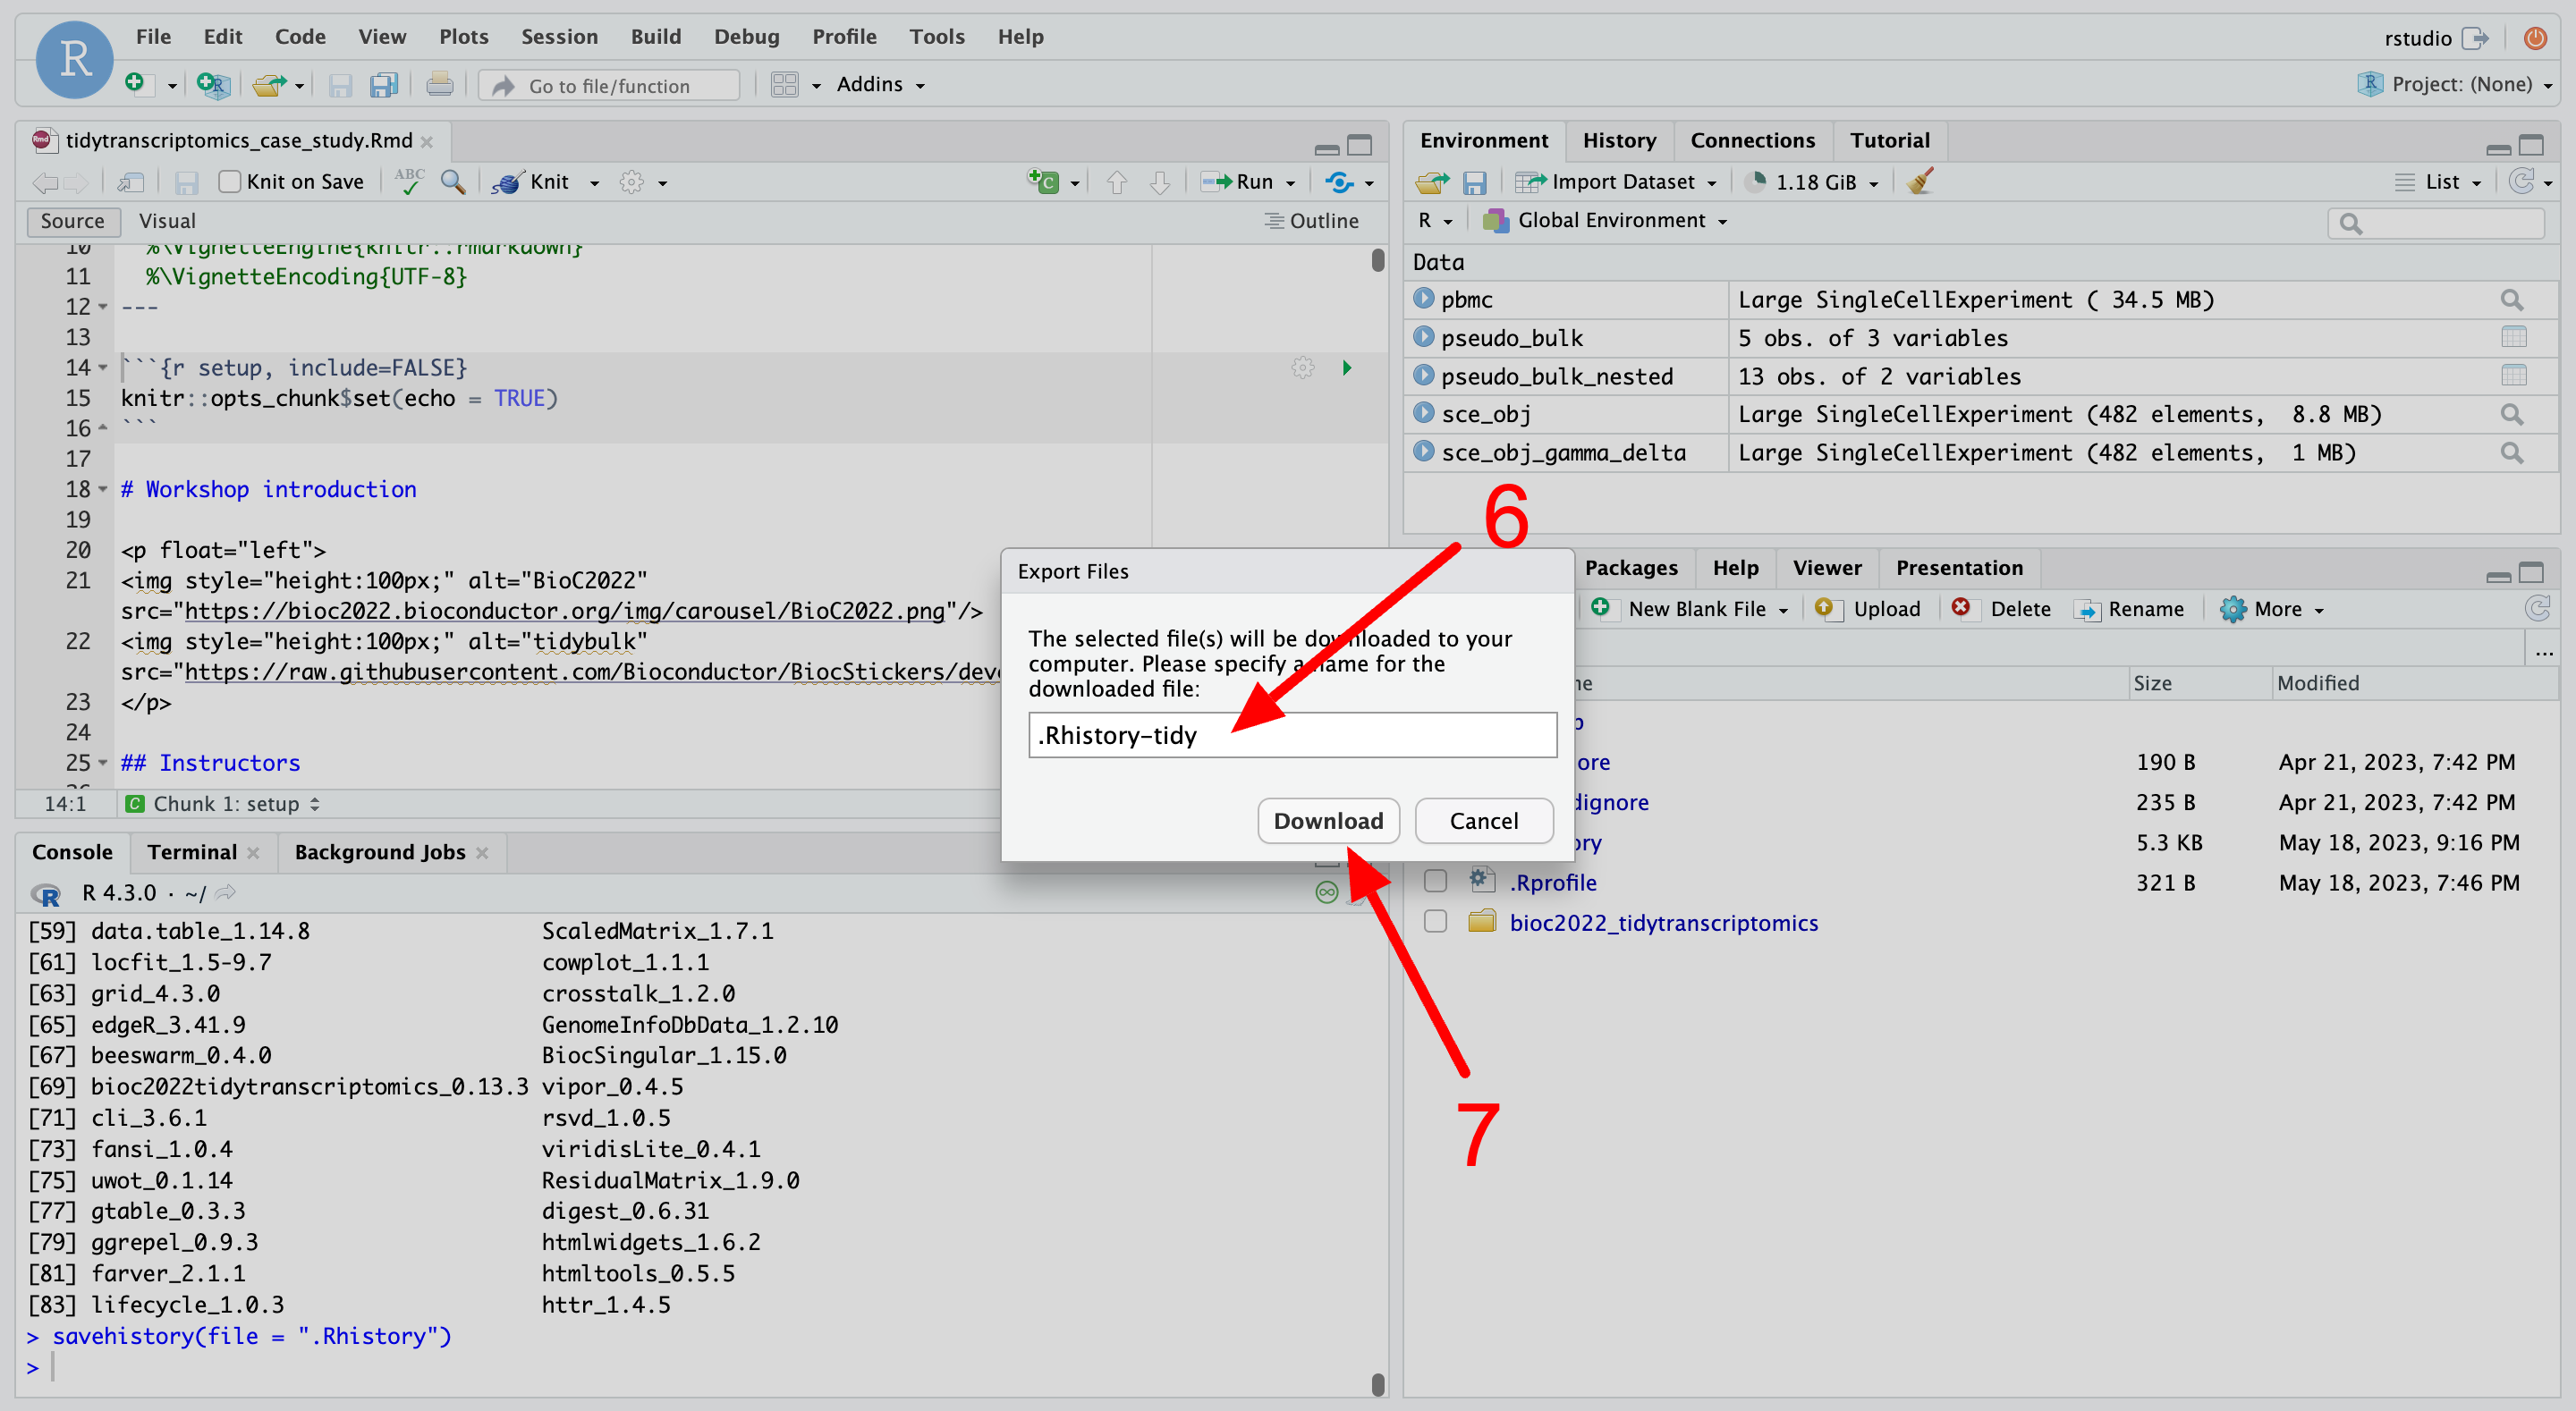 R File Edit Code View Plots Session Build Debug Profile Tools Help rstudio
R Go to file/function Addins R Project: (None)
Rmd tidytranscriptomics_case_study.Rmd
Knit on Save ABC Knit C Run
Source Visual Outline
10 %\VignetteEngine{knitr::rmarkdown}
11 %\VignetteEncoding{UTF-8}
12 ---
13
14 ```{r setup, include=FALSE}
15 knitr::opts_chunk$set(echo = TRUE)
16 ```
17
18 # Workshop introduction
19
20 <p float="left">
21 <img style="height:100px;" alt="BioC2022"
src="https://bioc2022.bioconductor.org/img/carousel/BioC2022.png"/>
22 <img style="height:100px;" alt="tidybulk"
src="https://raw.githubusercontent.com/Bioconductor/BiocStickers/deve
23 </p>
24
25 ## Instructors
14:1 C Chunk 1: setup
Console Terminal Background Jobs
R R 4.3.0 · ~/
[59] data.table_1.14.8 ScaledMatrix_1.7.1
[61] locfit_1.5-9.7 cowplot_1.1.1
[63] grid_4.3.0 crosstalk_1.2.0
[65] edgeR_3.41.9 GenomeInfoDbData_1.2.10
[67] beeswarm_0.4.0 BiocSingular_1.15.0
[69] bioc2022tidytranscriptomics_0.13.3 vipor_0.4.5
[71] cli_3.6.1 rsvd_1.0.5
[73] fansi_1.0.4 viridisLite_0.4.1
[75] uwot_0.1.14 ResidualMatrix_1.9.0
[77] gtable_0.3.3 digest_0.6.31
[79] ggrepel_0.9.3 htmlwidgets_1.6.2
[81] farver_2.1.1 htmltools_0.5.5
[83] lifecycle_1.0.3 httr_1.4.5
> savehistory(file = ".Rhistory")
>
Environment History Connections Tutorial
Import Dataset 1.18 GiB List
R Global Environment
Data
pbmc Large SingleCellExperiment ( 34.5 MB)
pseudo_bulk 5 obs. of 3 variables
pseudo_bulk_nested 13 obs. of 2 variables
sce_obj Large SingleCellExperiment (482 elements, 8.8 MB)
sce_obj_gamma_delta Large SingleCellExperiment (482 elements, 1 MB)
6
Export Files
The selected file(s) will be downloaded to your
computer. Please specify a name for the
downloaded file:
.Rhistory-tidy
Download Cancel
7
Packages Help Viewer Presentation
New Blank File Upload Delete Rename More
...
me Size Modified
ore 190 B Apr 21, 2023, 7:42 PM
dignore 235 B Apr 21, 2023, 7:42 PM
ory 5.3 KB May 18, 2023, 9:16 PM
.Rprofile 321 B May 18, 2023, 7:46 PM
bioc2022_tidytranscriptomics